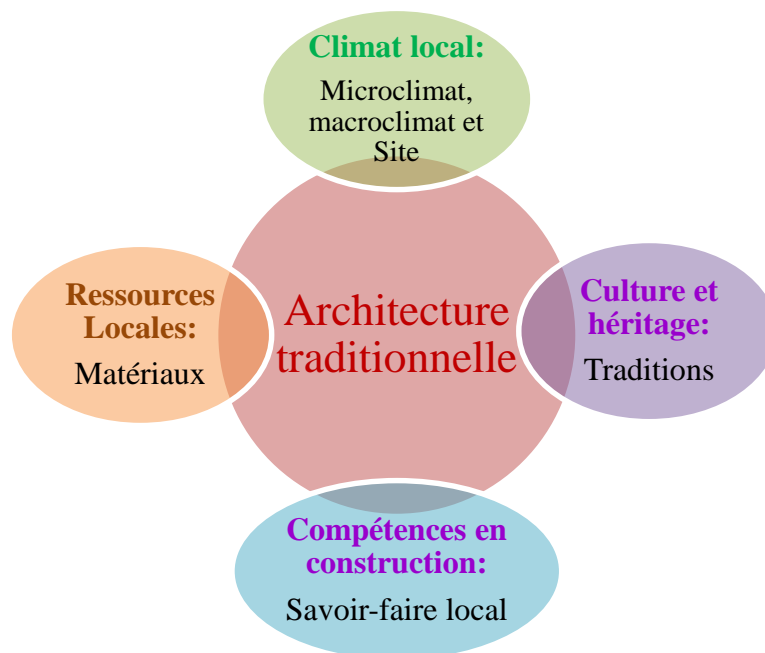 Climat local:
Microclimat,
macroclimat et
Site
Ressources
Locales:
Matériaux
Architecture
traditionnelle
Culture et
héritage:
Traditions
Compétences en
construction:
Savoir-faire local